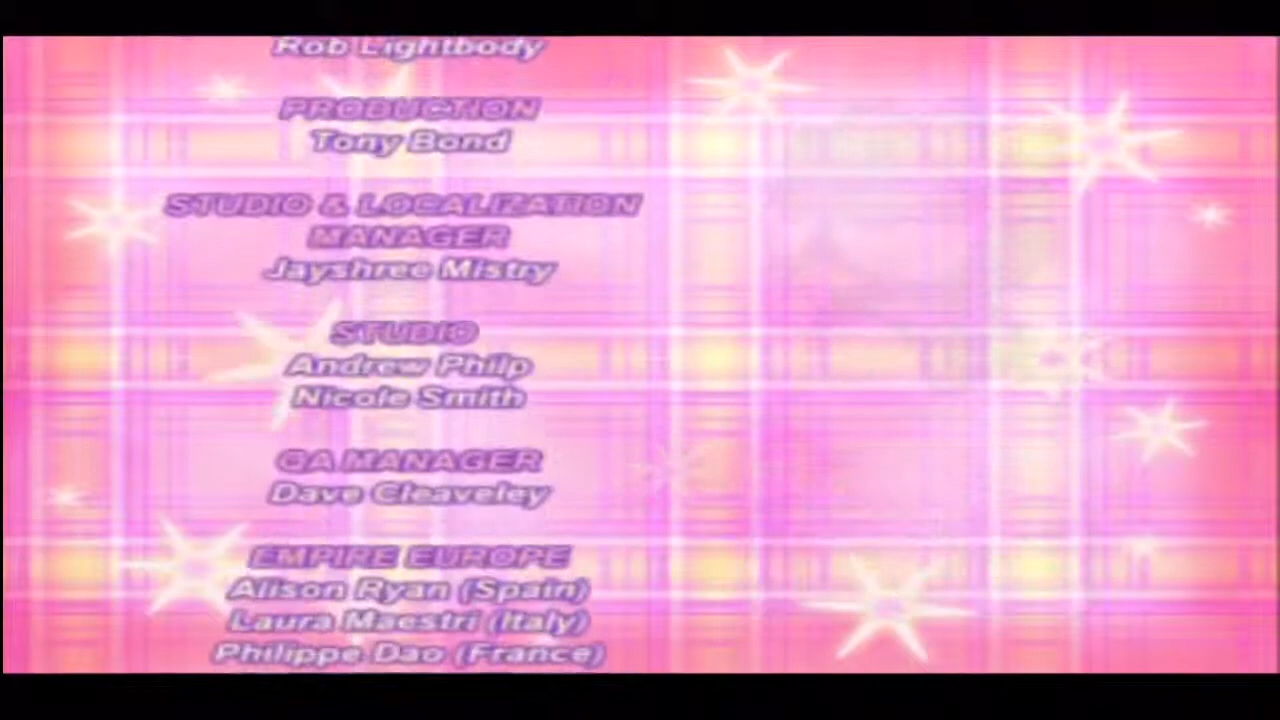 Rob Lightbody
PRODUCTION
Tony Bond
STUDIO & LOCALIZATION
MANAGER
Jayshree Mistry
STUDIO
Andrew Philp
Nicole Smith
QA MANAGER
Dave Cleaveley
EMPIRE EUROPE
Alison Ryan (Spain)
Laura Maestri (Italy)
Philippe Dao (France)